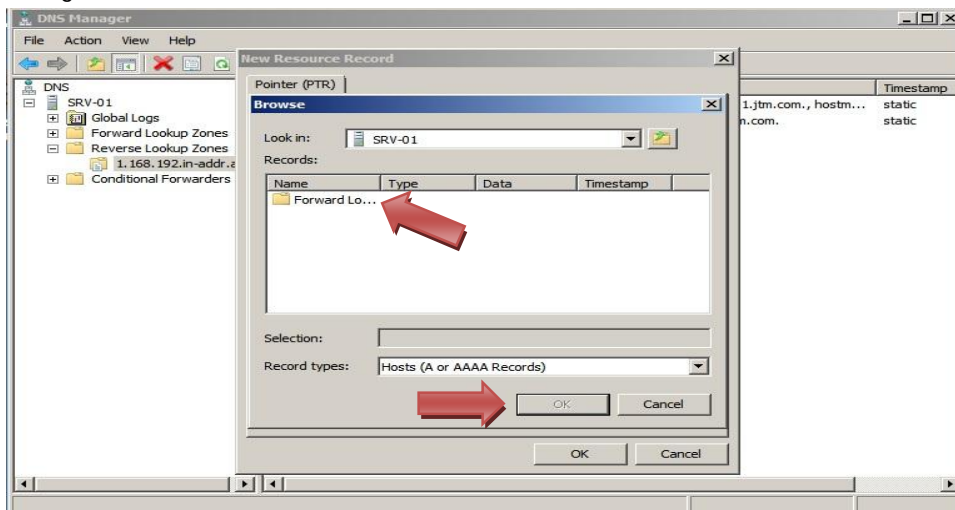 DNS Manager
File Action View Help
New Resource Record
Pointer (PTR)
Browse
Look in: SRV-01
Records:
Name Type Data Timestamp
Forward Lo...
Selection:
Record types: Hosts (A or AAAA Records)
OK Cancel
OK Cancel
DNS
SRV-01
Global Logs
Forward Lookup Zones
Reverse Lookup Zones
1.168.192.in-addr.a
Conditional Forwarders
Timestamp
1.jtm.com., hostm... static
n.com. static